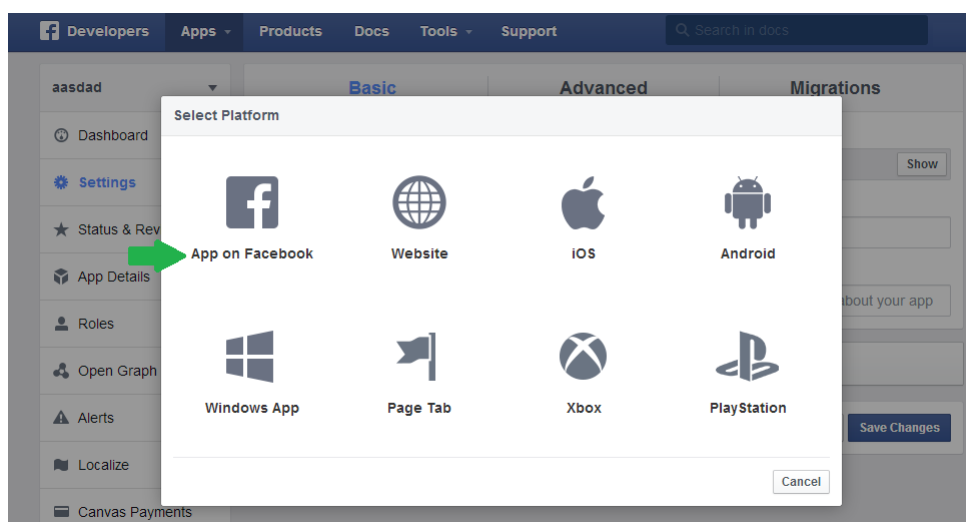 Developers Apps Products Docs Tools Support Search in docs
aasdad Basic Advanced Migrations
Select Platform
Dashboard
Show
Settings
Status & Rev
App on Facebook Website iOS Android
App Details
about your app
Roles
Open Graph
Windows App Page Tab Xbox PlayStation
Alerts
Save Changes
Localize
Cancel
Canvas Payments